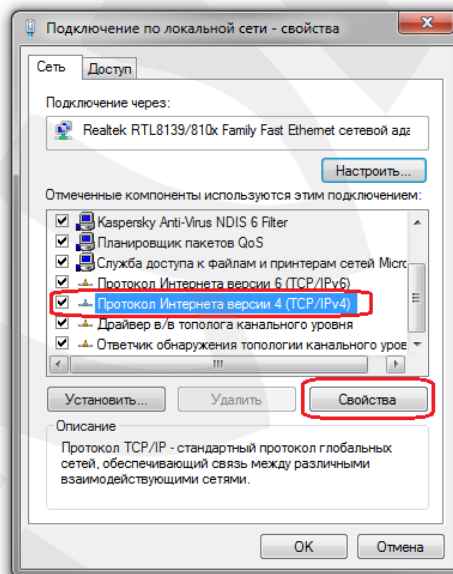 Подключение по локальной сети - свойства
Сеть Доступ
Подключение через:
Realtek RTL8139/810x Family Fast Ethernet сетевой ада
Настроить...
Отмеченные компоненты используются этим подключением:
Kaspersky Anti-Virus NDIS 6 Filter
Планировщик пакетов QoS
Служба доступа к файлам и принтерам сетей Micro
Протокол Интернета версии 6 (TCP/IPv6)
Протокол Интернета версии 4 (TCP/IPv4)
Драйвер в/в тополога канального уровня
Ответчик обнаружения топологии канального уров
Установить... Удалить Свойства
Описание
Протокол TCP/IP - стандартный протокол глобальных
сетей, обеспечивающий связь между различными
взаимодействующими сетями.
OK Отмена